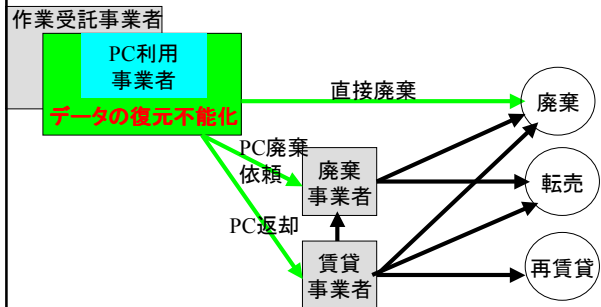 作業受託事業者
PC利用
事業者
データの復元不能化
直接廃棄
廃棄
PC廃棄
依頼
廃棄
事業者
転売
PC返却
賃貸
事業者
再賃貸